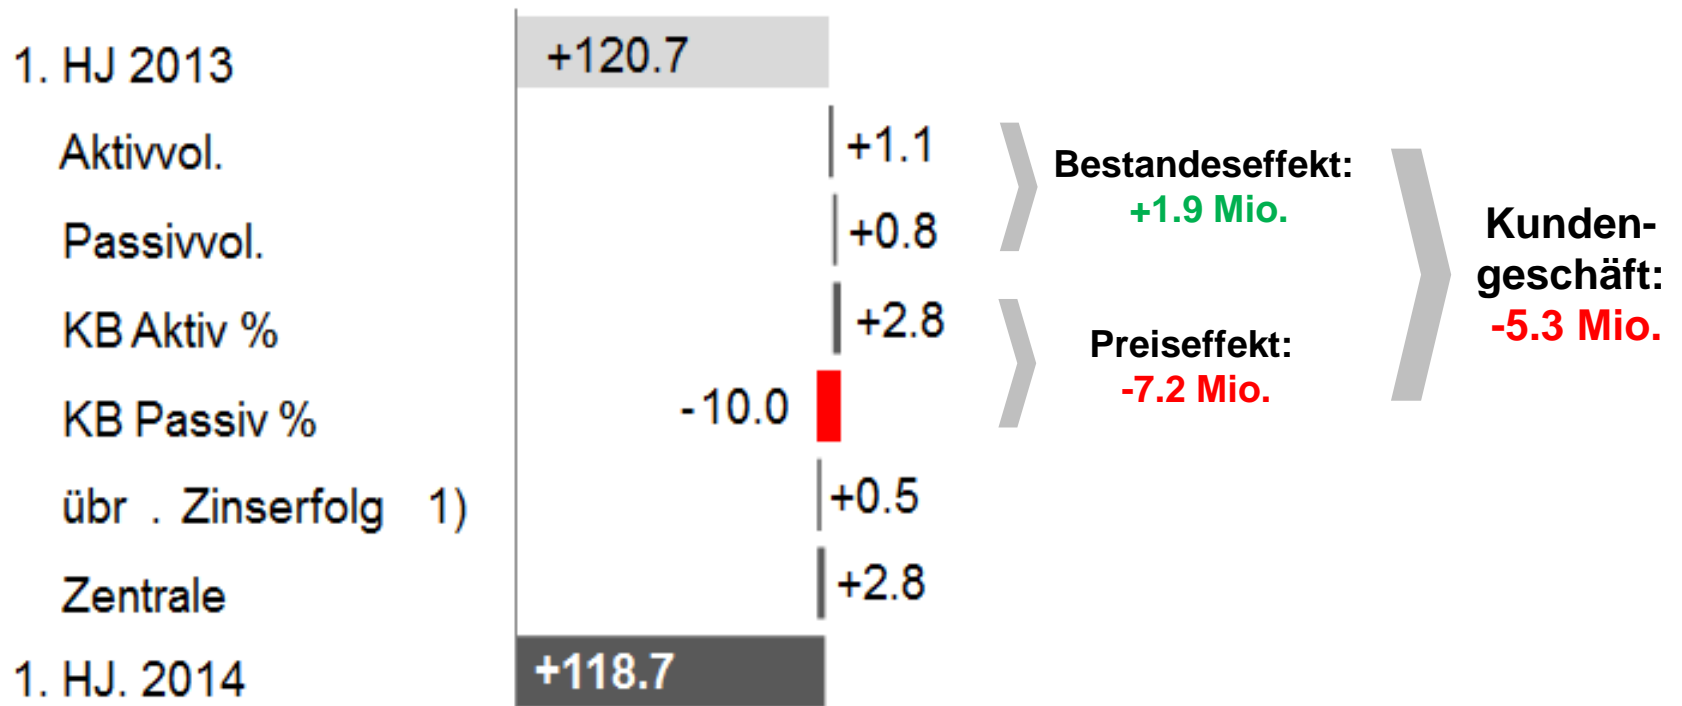 1. HJ 2013 +120.7
Aktivvol. +1.1
Passivvol. +0.8
KB Aktiv % +2.8
KB Passiv % -10.0
übr . Zinserfolg 1) +0.5
Zentrale +2.8
1. HJ. 2014 +118.7
Bestandeseffekt:
+1.9 Mio.
Preiseffekt:
-7.2 Mio.
Kunden-
geschäft:
-5.3 Mio.